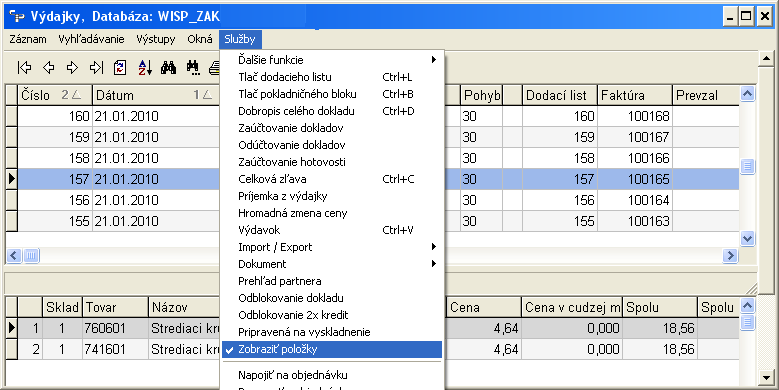 Výdajky, Databáza: WISP_ZAK
Záznam Vyhľadávanie Výstupy Okná Služby
Ďalšie funkcie
Tlač dodacieho listu Ctrl+L
Tlač pokladničného bloku Ctrl+B
Dobropis celého dokladu Ctrl+D
Zaúčtovanie dokladov
Odúčtovanie dokladov
Zaúčtovanie hotovosti
Celková zľava Ctrl+C
Príjemka z výdajky
Hromadná zmena ceny
Výdavok Ctrl+V
Import / Export
Dokument
Prehľad partnera
Odblokovanie dokladu
Odblokovanie 2x kredit
Pripravená na vyskladnenie
Zobraziť položky
Napojiť na objednávku
Číslo 2 Dátum 1 Pohyb Dodací list Faktúra Prevzal
160 21.01.2010 30 160 100168
159 21.01.2010 30 159 100167
158 21.01.2010 30 158 100166
157 21.01.2010 30 157 100165
156 21.01.2010 30 156 100164
155 21.01.2010 30 155 100163
Sklad Tovar Názov Cena Cena v cudzej m Spolu Spolu
1 1 760601 Strediaci kru 4,64 0,000 18,56
2 1 741601 Strediaci kru 4,64 0,000 18,56